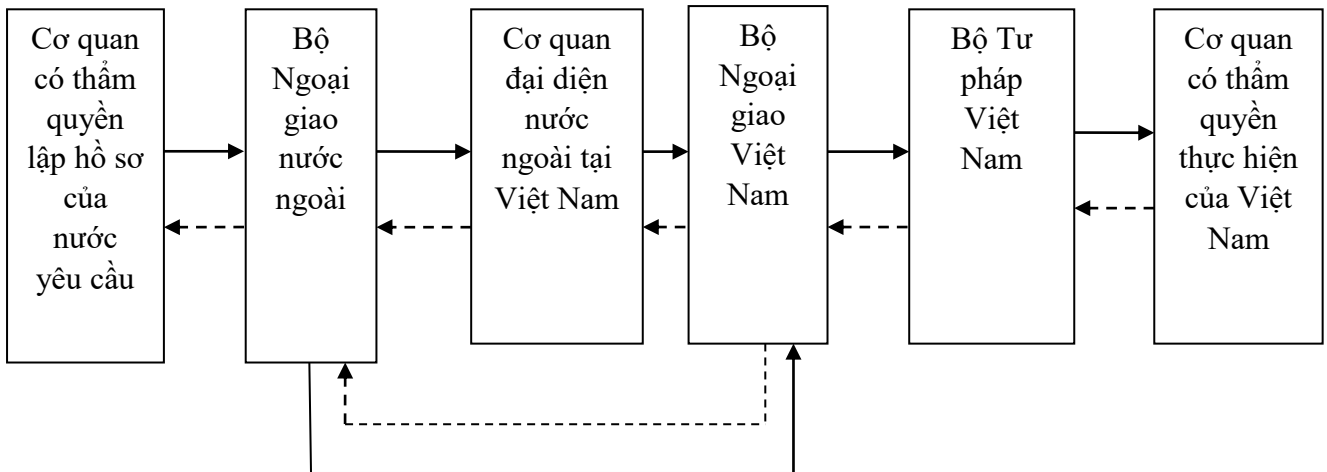 Cơ quan
có thẩm
quyền
lập hồ sơ
của
nước
yêu cầu
Bộ
Ngoại
giao
nước
ngoài
Cơ quan
đại diện
nước
ngoài tại
Việt Nam
Bộ
Ngoại
giao
Việt
Nam
Bộ Tư
pháp
Việt
Nam
Cơ quan
có thẩm
quyền
thực hiện
của Việt
Nam